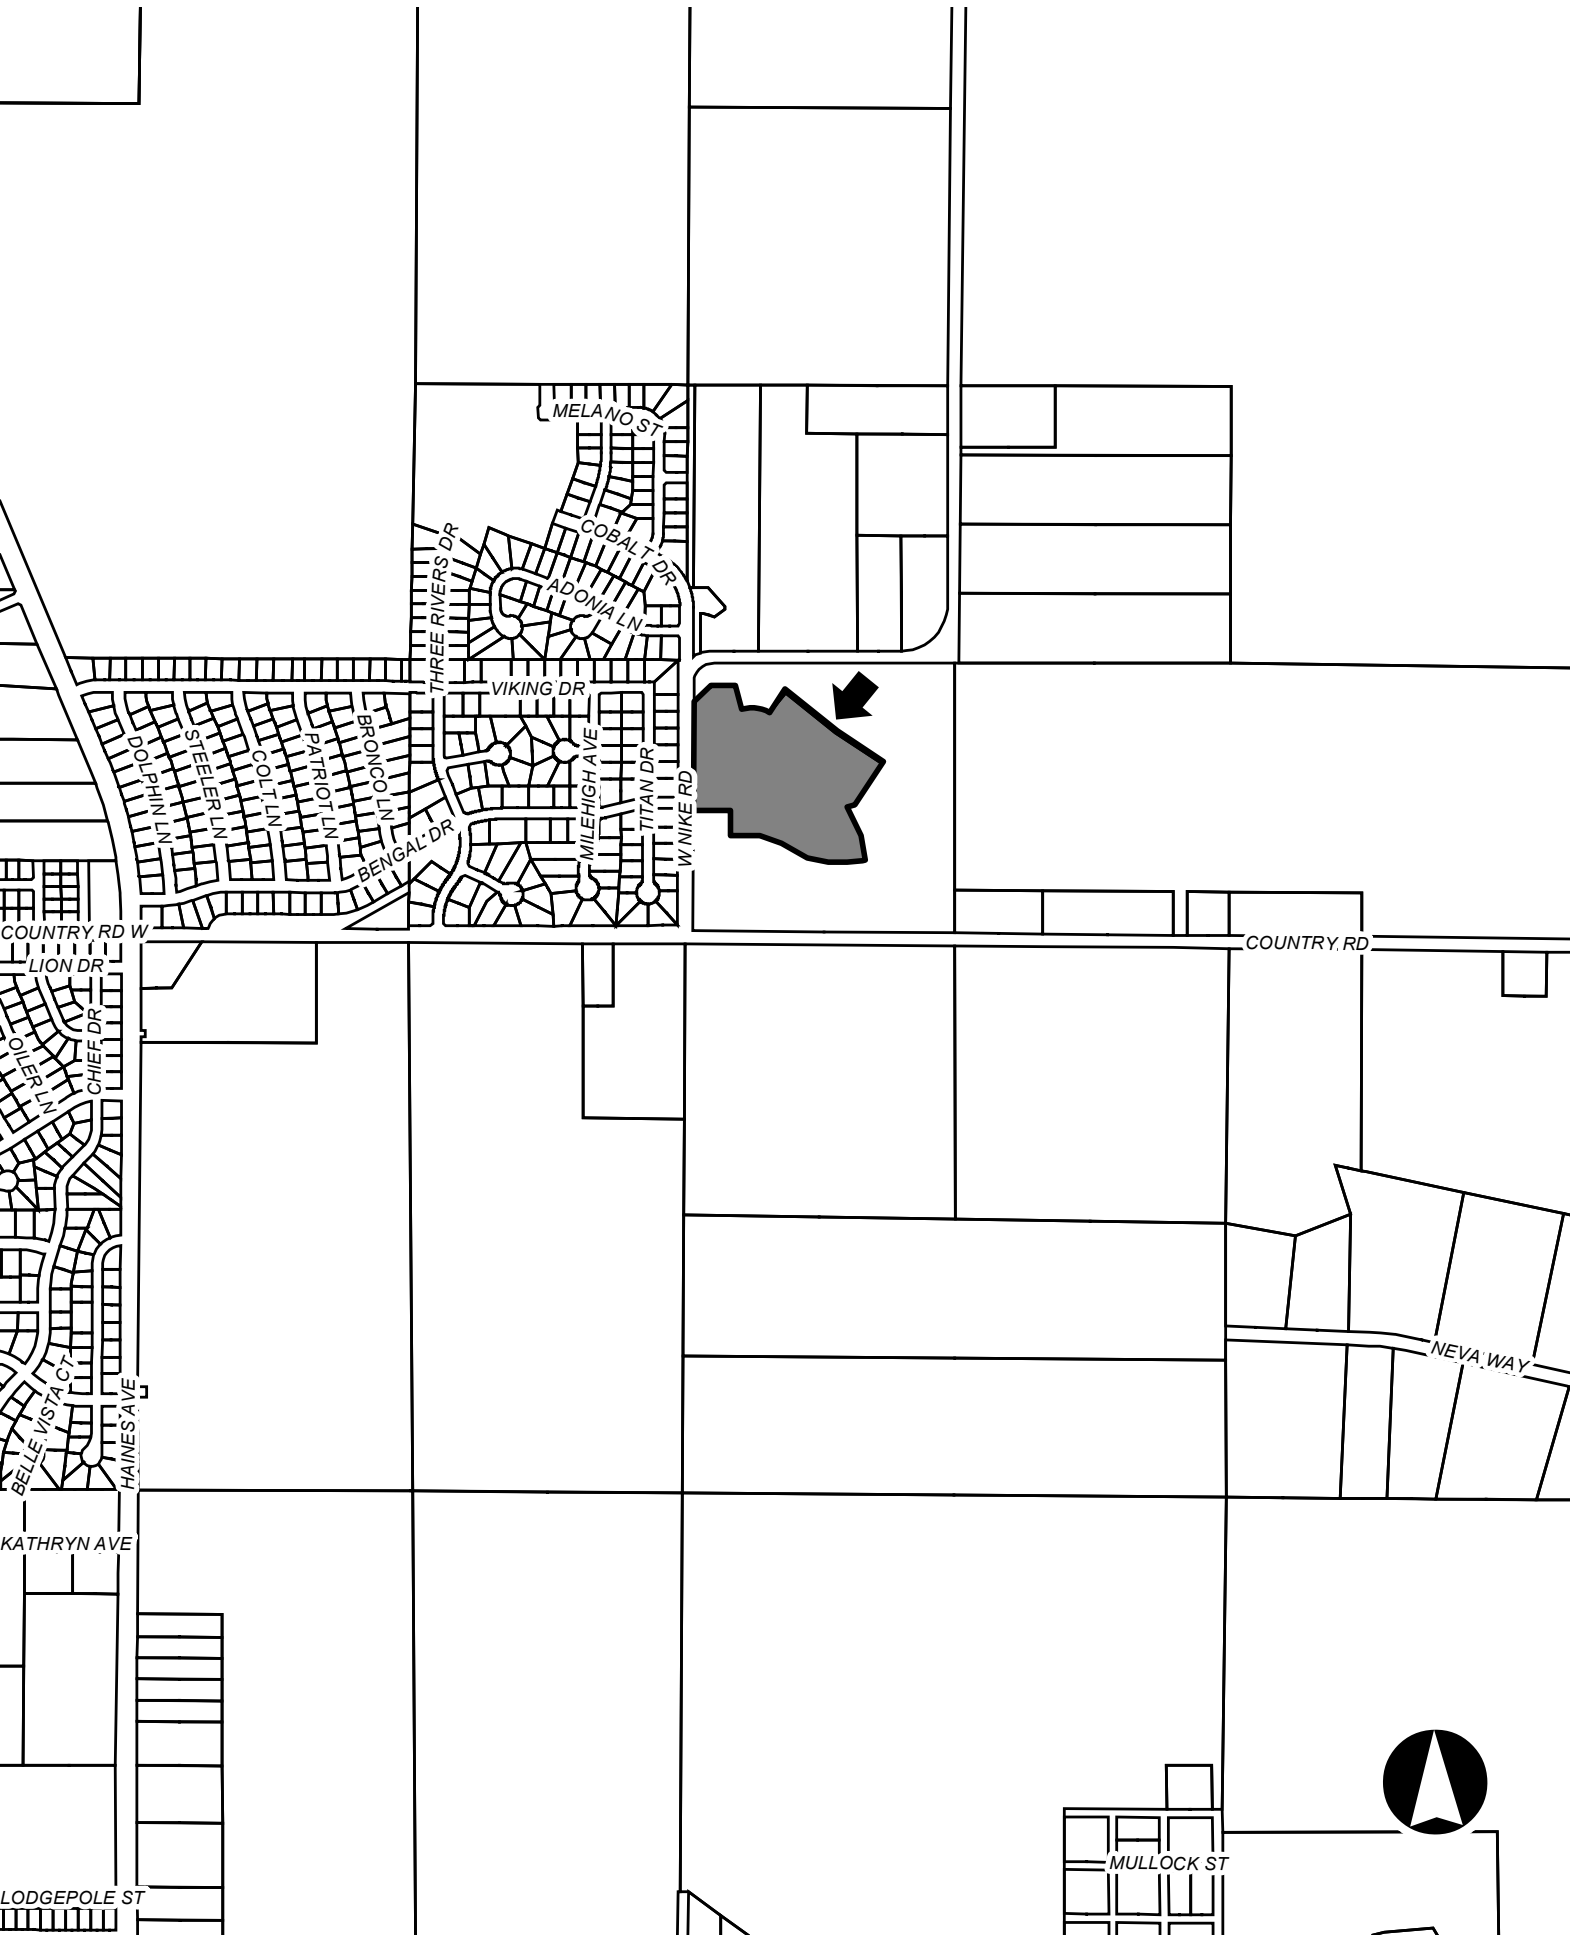 MELANO ST
COBALT DR
THREE RIVERS DR
ADONIA LN
VIKING DR
DOLPHIN LN
STEELER LN
COLT LN
PATRIOT LN
BRONCO LN
MILEHIGH AVE
TITAN DR
W NIKE RD
BENGAL DR
COUNTRY RD W
COUNTRY RD
LION DR
CHIEF DR
OILER LN
NEVA WAY
BELLE VISTA CT
HAINES AVE
KATHRYN AVE
MULLOCK ST
LODGEPOLE ST